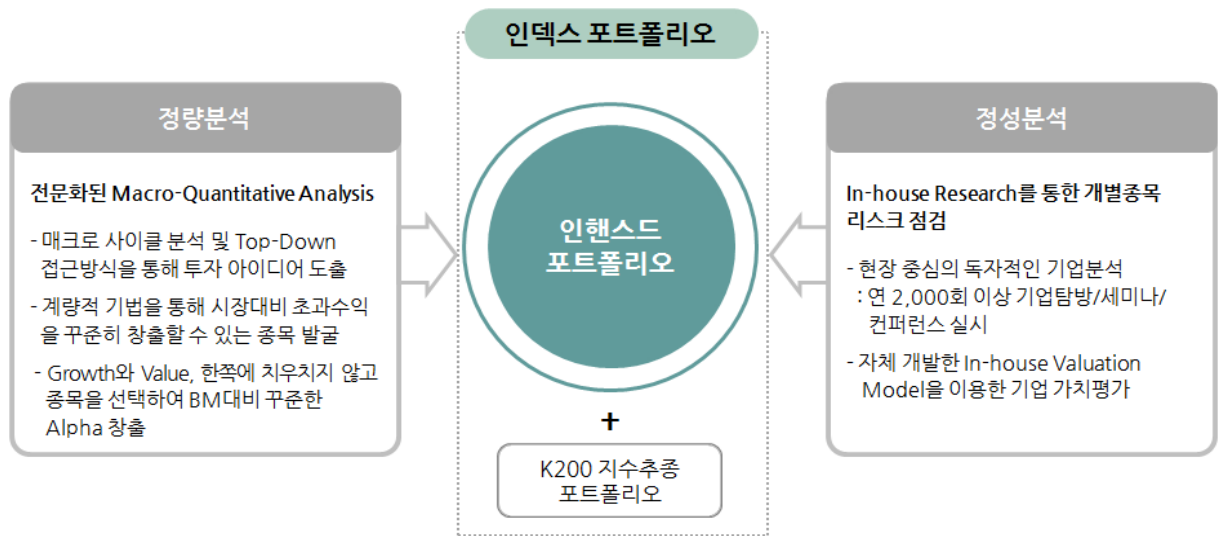 인덱스 포트폴리오
정량분석
전문화된 Macro-Quantitative Analysis
- 매크로 사이클 분석 및 Top-Down
접근방식을 통해 투자 아이디어 도출
- 계량적 기법을 통해 시장대비 초과수익
을 꾸준히 창출할 수 있는 종목 발굴
- Growth와 Value, 한쪽에 치우치지 않고
종목을 선택하여 BM대비 꾸준한
Alpha 창출
인핸스드
포트폴리오
+
K200 지수추종
포트폴리오
정성분석
In-house Research를 통한 개별종목
리스크 점검
- 현장 중심의 독자적인 기업분석
: 연 2,000회 이상 기업탐방/세미나/
컨퍼런스 실시
- 자체 개발한 In-house Valuation
Model을 이용한 기업 가치평가